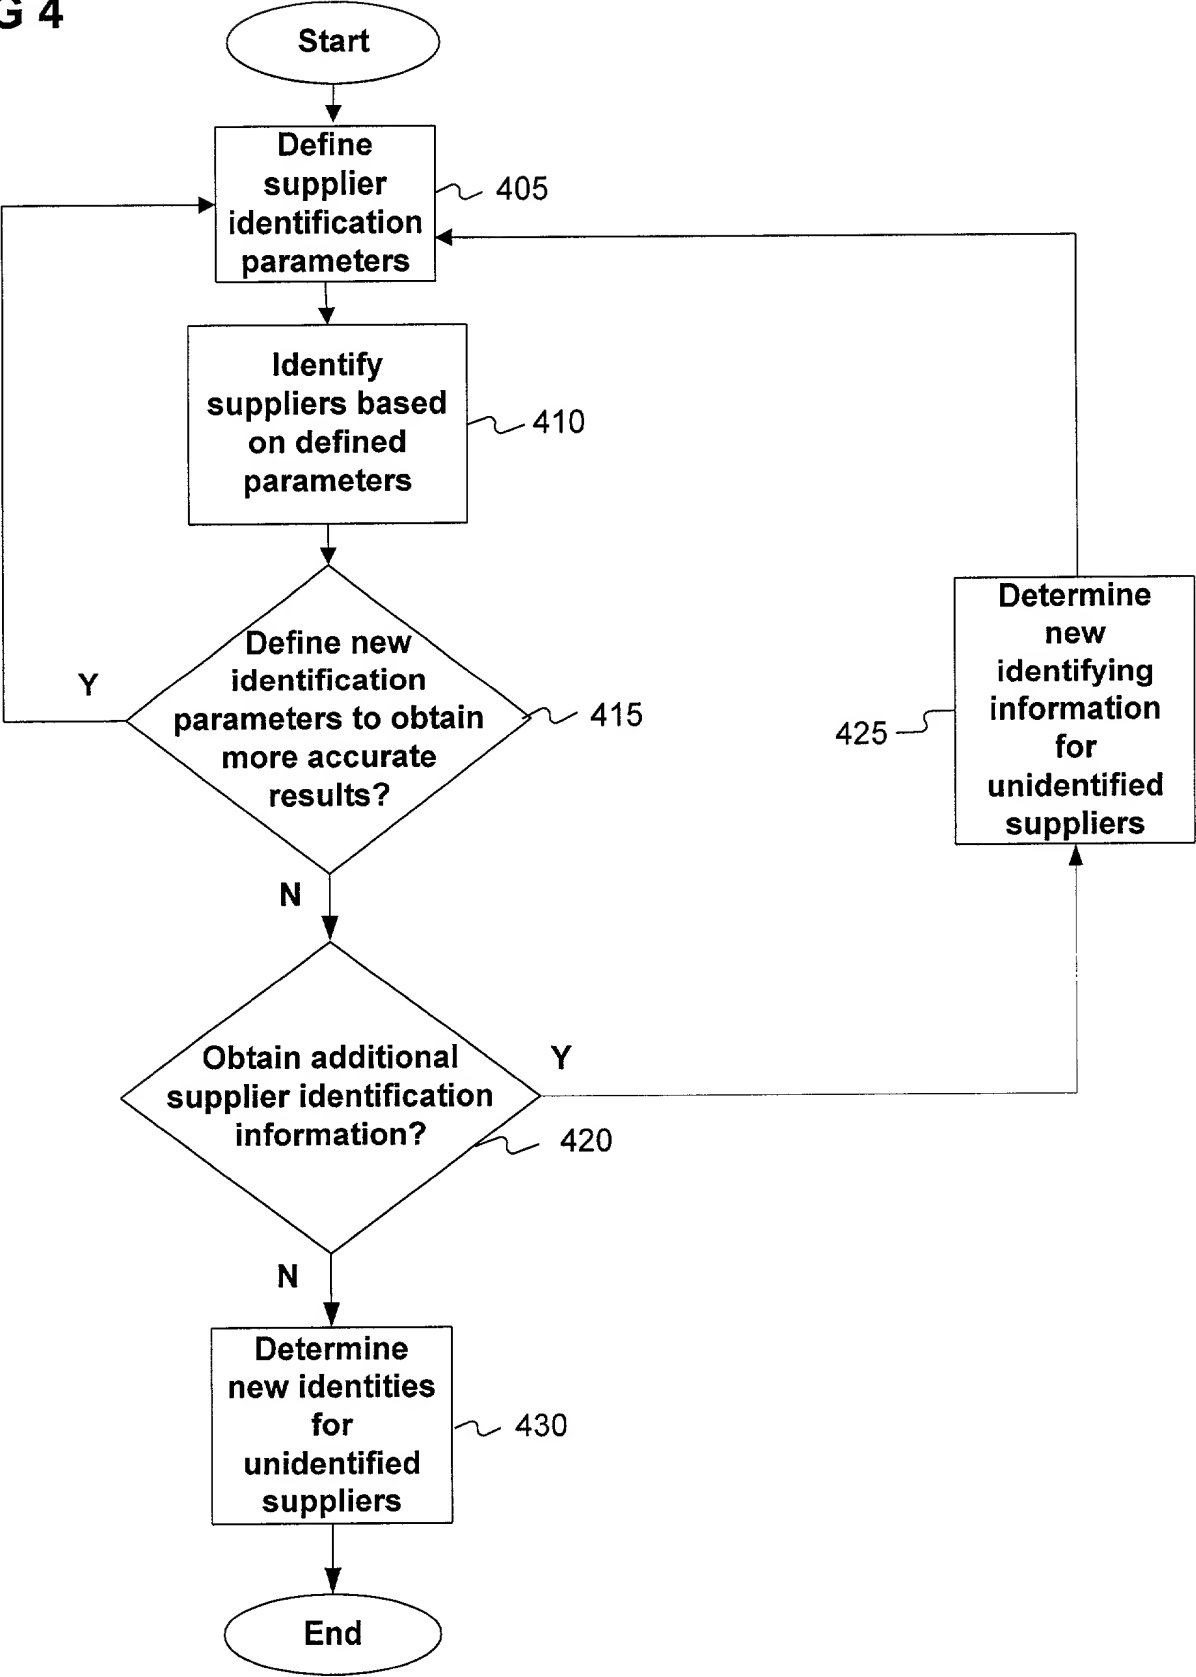 G 4
Start
Define
supplier
identification
parameters
405
Identify
suppliers based
on defined
parameters
410
Define new
identification
parameters to obtain
more accurate
results?
Y
415
N
Determine
new
identifying
information
for
unidentified
suppliers
425
Obtain additional
supplier identification
information?
Y
420
N
Determine
new identities
for
unidentified
suppliers
430
End